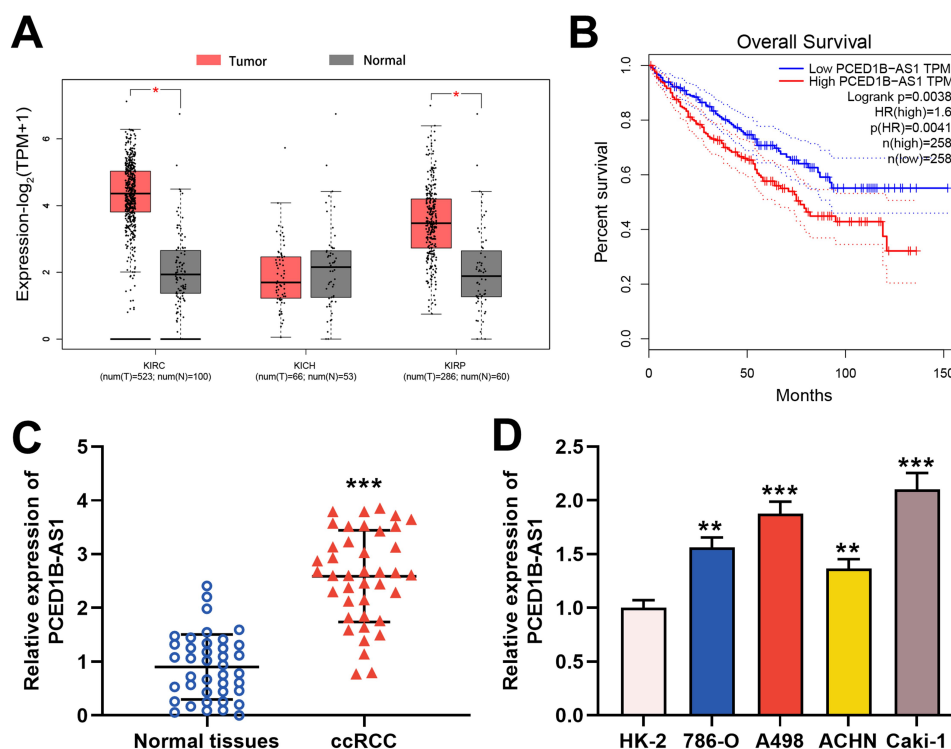 A
Tumor
Normal
Expression-log2(TPM+1)
6
4
2
0
*
*
KIRC
(num(T)=523; num(N)=100)
KICH
(num(T)=66; num(N)=53)
KIRP
(num(T)=286; num(N)=60)
B
Overall Survival
Low PCED1B−AS1 TPM
High PCED1B−AS1 TPM
Logrank p=0.0038
HR(high)=1.6
p(HR)=0.0041
n(high)=258
n(low)=258
Percent survival
1.0
0.8
0.6
0.4
0.2
0.0
0
50
100
150
Months
C
Relative expression of
PCED1B-AS1
5
4
3
2
1
0
***
Normal tissues
ccRCC
D
Relative expression of
PCED1B-AS1
2.5
2.0
1.5
1.0
0.5
0.0
**
***
**
***
HK-2
786-O
A498
ACHN
Caki-1